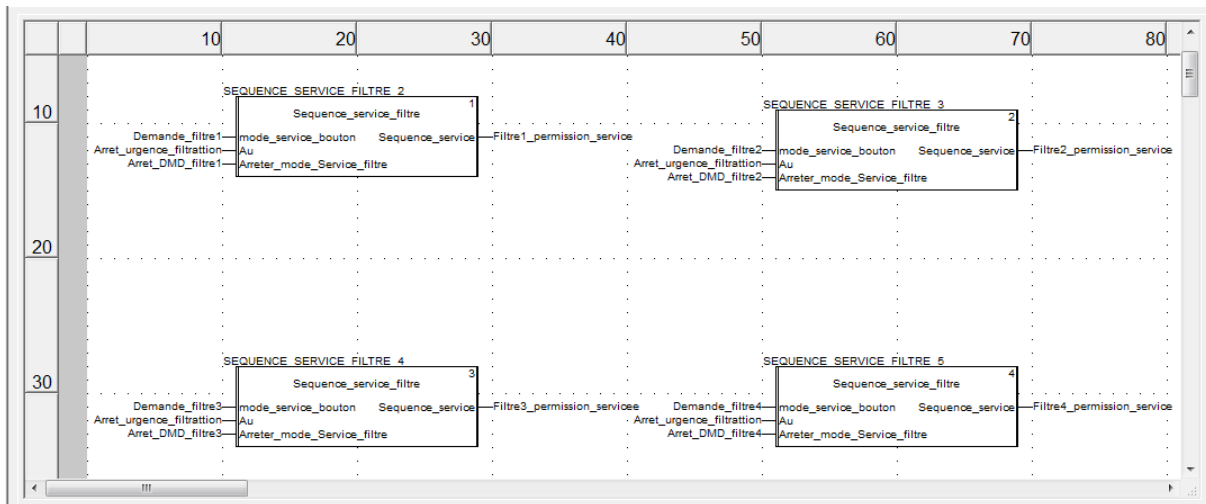 10 20 30 40 50 60 70 80
10
SEQUENCE_SERVICE_FILTRE_2
1
Sequence_service_filtre
Demande_filtre1 mode_service_bouton Sequence_service Filtre1_permission_service
Arret_urgence_filtrattion Au
Arret_DMD_filtre1 Arreter_mode_Service_filtre
SEQUENCE_SERVICE_FILTRE_3
2
Sequence_service_filtre
Demande_filtre2 mode_service_bouton Sequence_service Filtre2_permission_service
Arret_urgence_filtrattion Au
Arret_DMD_filtre2 Arreter_mode_Service_filtre
20
30
SEQUENCE_SERVICE_FILTRE_4
3
Sequence_service_filtre
Demande_filtre3 mode_service_bouton Sequence_service Filtre3_permission_servicee
Arret_urgence_filtrattion Au
Arret_DMD_filtre3 Arreter_mode_Service_filtre
SEQUENCE_SERVICE_FILTRE_5
4
Sequence_service_filtre
Demande_filtre4 mode_service_bouton Sequence_service Filtre4_permission_service
Arret_urgence_filtrattion Au
Arret_DMD_filtre4 Arreter_mode_Service_filtre